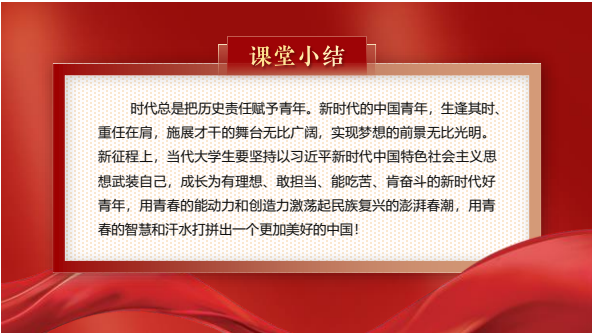 课堂小结
时代总是把历史责任赋予青年。新时代的中国青年，生逢其时、
重任在肩，施展才干的舞台无比广阔，实现梦想的前景无比光明。
新征程上，当代大学生要坚持以习近平新时代中国特色社会主义思
想武装自己，成长为有理想、敢担当、能吃苦、肯奋斗的新时代好
青年，用青春的能动力和创造力激荡起民族复兴的澎湃春潮，用青
春的智慧和汗水打拼出一个更加美好的中国！